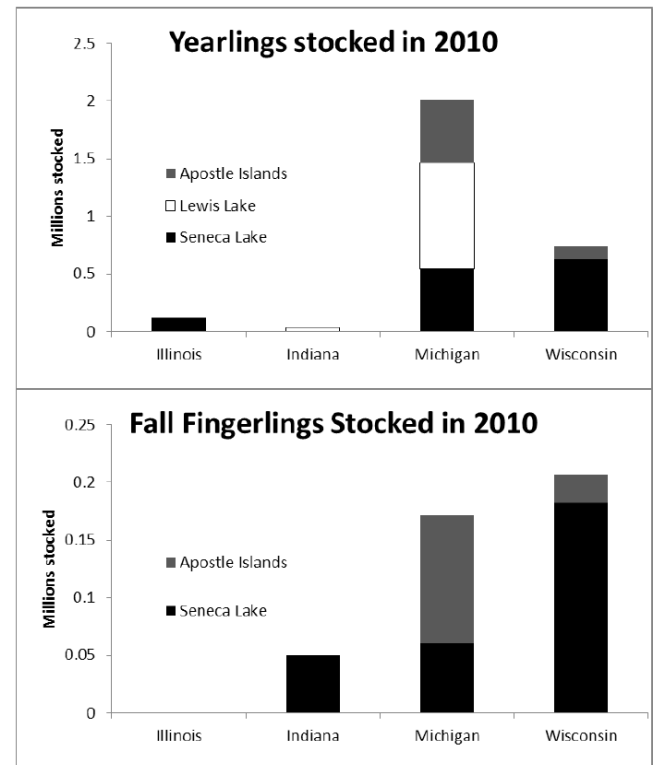 Yearlings stocked in 2010
2.5
2
1.5
1
0.5
0
Millions stocked
Apostle Islands
Lewis Lake
Seneca Lake
Illinois Indiana Michigan Wisconsin
Fall Fingerlings Stocked in 2010
0.25
0.2
0.15
0.1
0.05
0
Millions stocked
Apostle Islands
Seneca Lake
Illinois Indiana Michigan Wisconsin